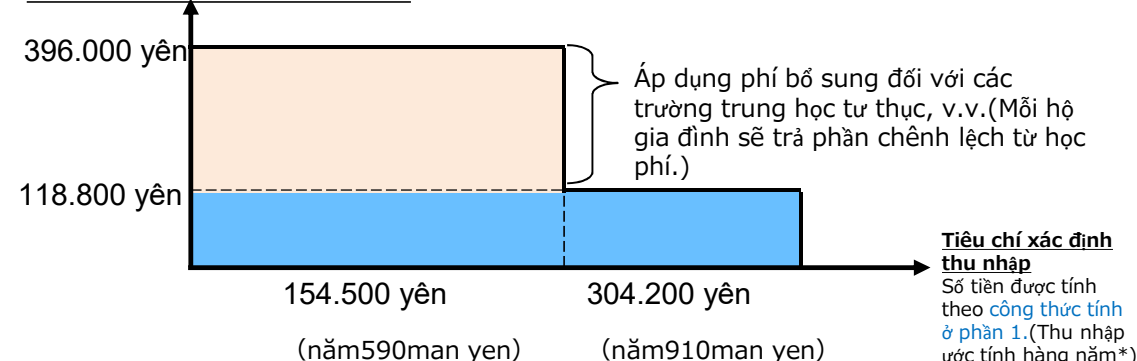 396.000 yên
Áp dụng phí bổ sung đối với các
trường trung học tư thục, v.v.(Mỗi hộ
gia đình sẽ trả phần chênh lệch từ học
phí.)
118.800 yên
Tiêu chí xác định
thu nhập
Số tiền được tính
theo công thức tính
ở phần 1.(Thu nhập
ước tính hàng năm*)
154.500 yên
304.200 yên
(năm590man yen)
(năm910man yen)